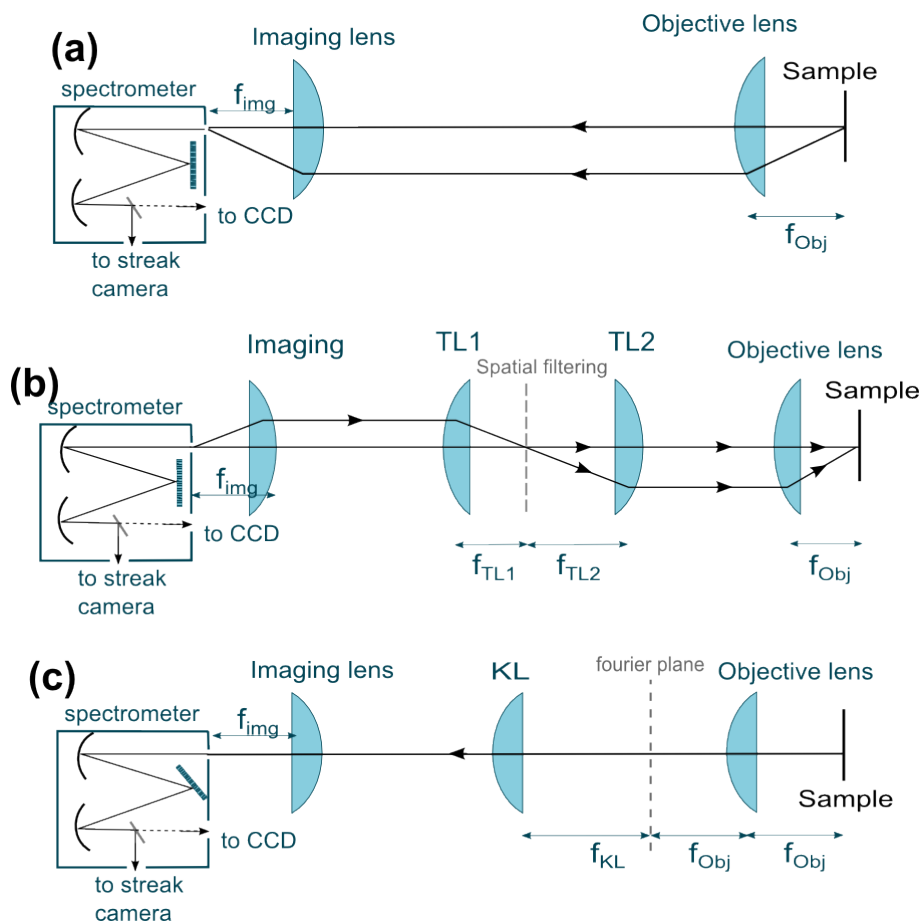 (a)
Imaging lens
Objective lens
spectrometer
f_img
Sample
to CCD
f_Obj
to streak
camera
(b)
Imaging
TL1
TL2
Spatial filtering
Objective lens
Sample
spectrometer
f_img
to CCD
f_TL1
f_TL2
f_Obj
to streak
camera
(c)
Imaging lens
KL
fourier plane
Objective lens
spectrometer
f_img
Sample
to CCD
f_KL
f_Obj
f_Obj
to streak
camera